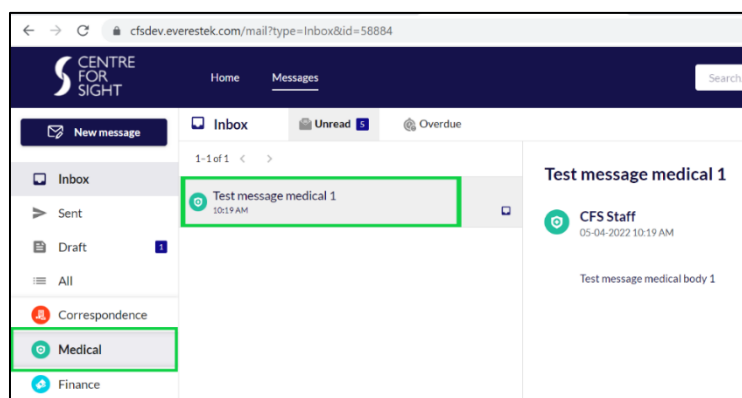 cfsdev.everestek.com/mail?type=Inbox&id=58884
CENTRE
FOR
SIGHT
Home Messages
Search
New message
Inbox Unread 5 Overdue
1-1 of 1
Inbox
Test message medical 1
10:19 AM
Test message medical 1
Sent
CFS Staff
05-04-2022 10:19 AM
Draft 1
All
Test message medical body 1
Correspondence
Medical
Finance